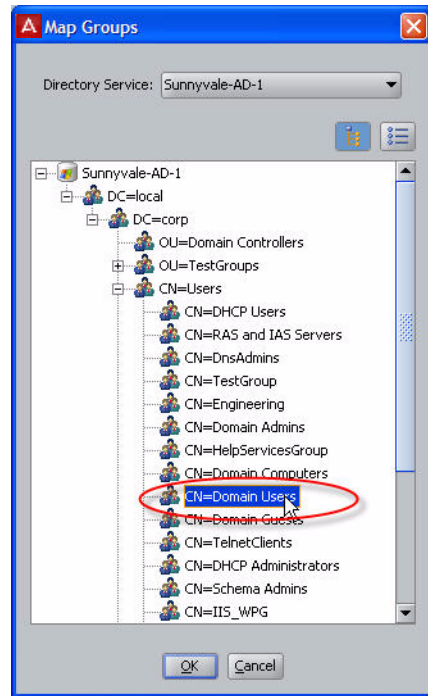 Map Groups
Directory Service: Sunnyvale-AD-1
Sunnyvale-AD-1
DC=local
DC=corp
OU=Domain Controllers
OU=TestGroups
CN=Users
CN=DHCP Users
CN=RAS and IAS Servers
CN=DnsAdmins
CN=TestGroup
CN=Engineering
CN=Domain Admins
CN=HelpServicesGroup
CN=Domain Computers
CN=Domain Users
CN=Domain Guests
CN=TelnetClients
CN=DHCP Administrators
CN=Schema Admins
CN=IIS_WPG
OK Cancel